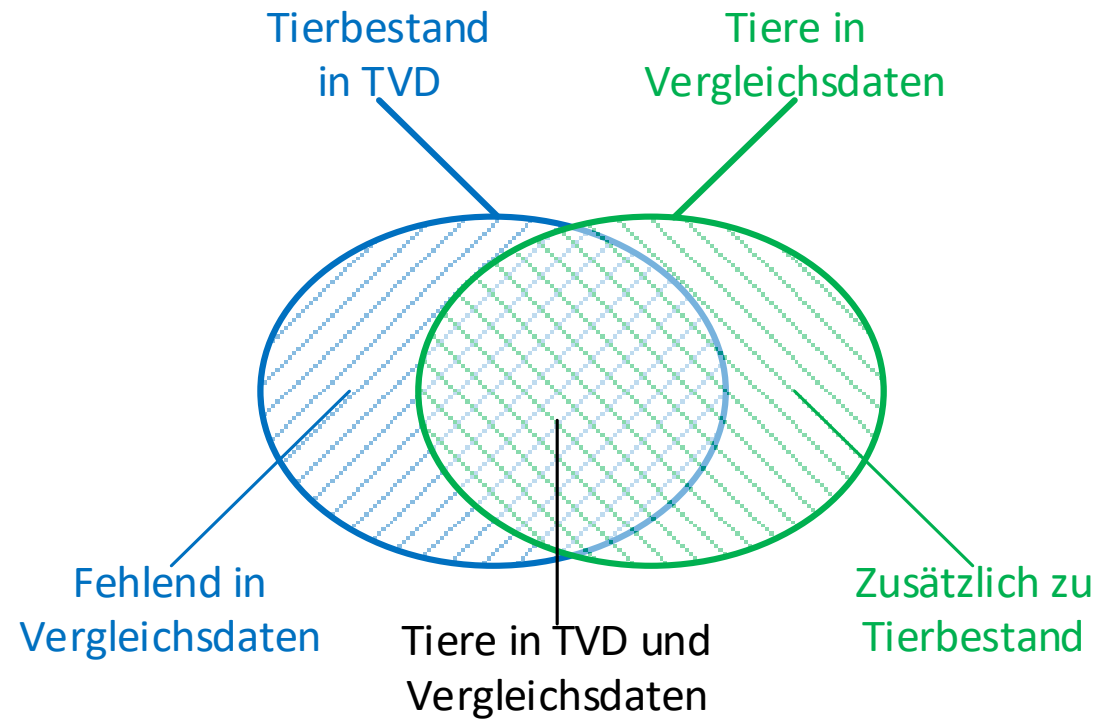 Tierbestand
in TVD
Tiere in
Vergleichsdaten
Fehlend in
Vergleichsdaten
Tiere in TVD und
Vergleichsdaten
Zusätzlich zu
Tierbestand